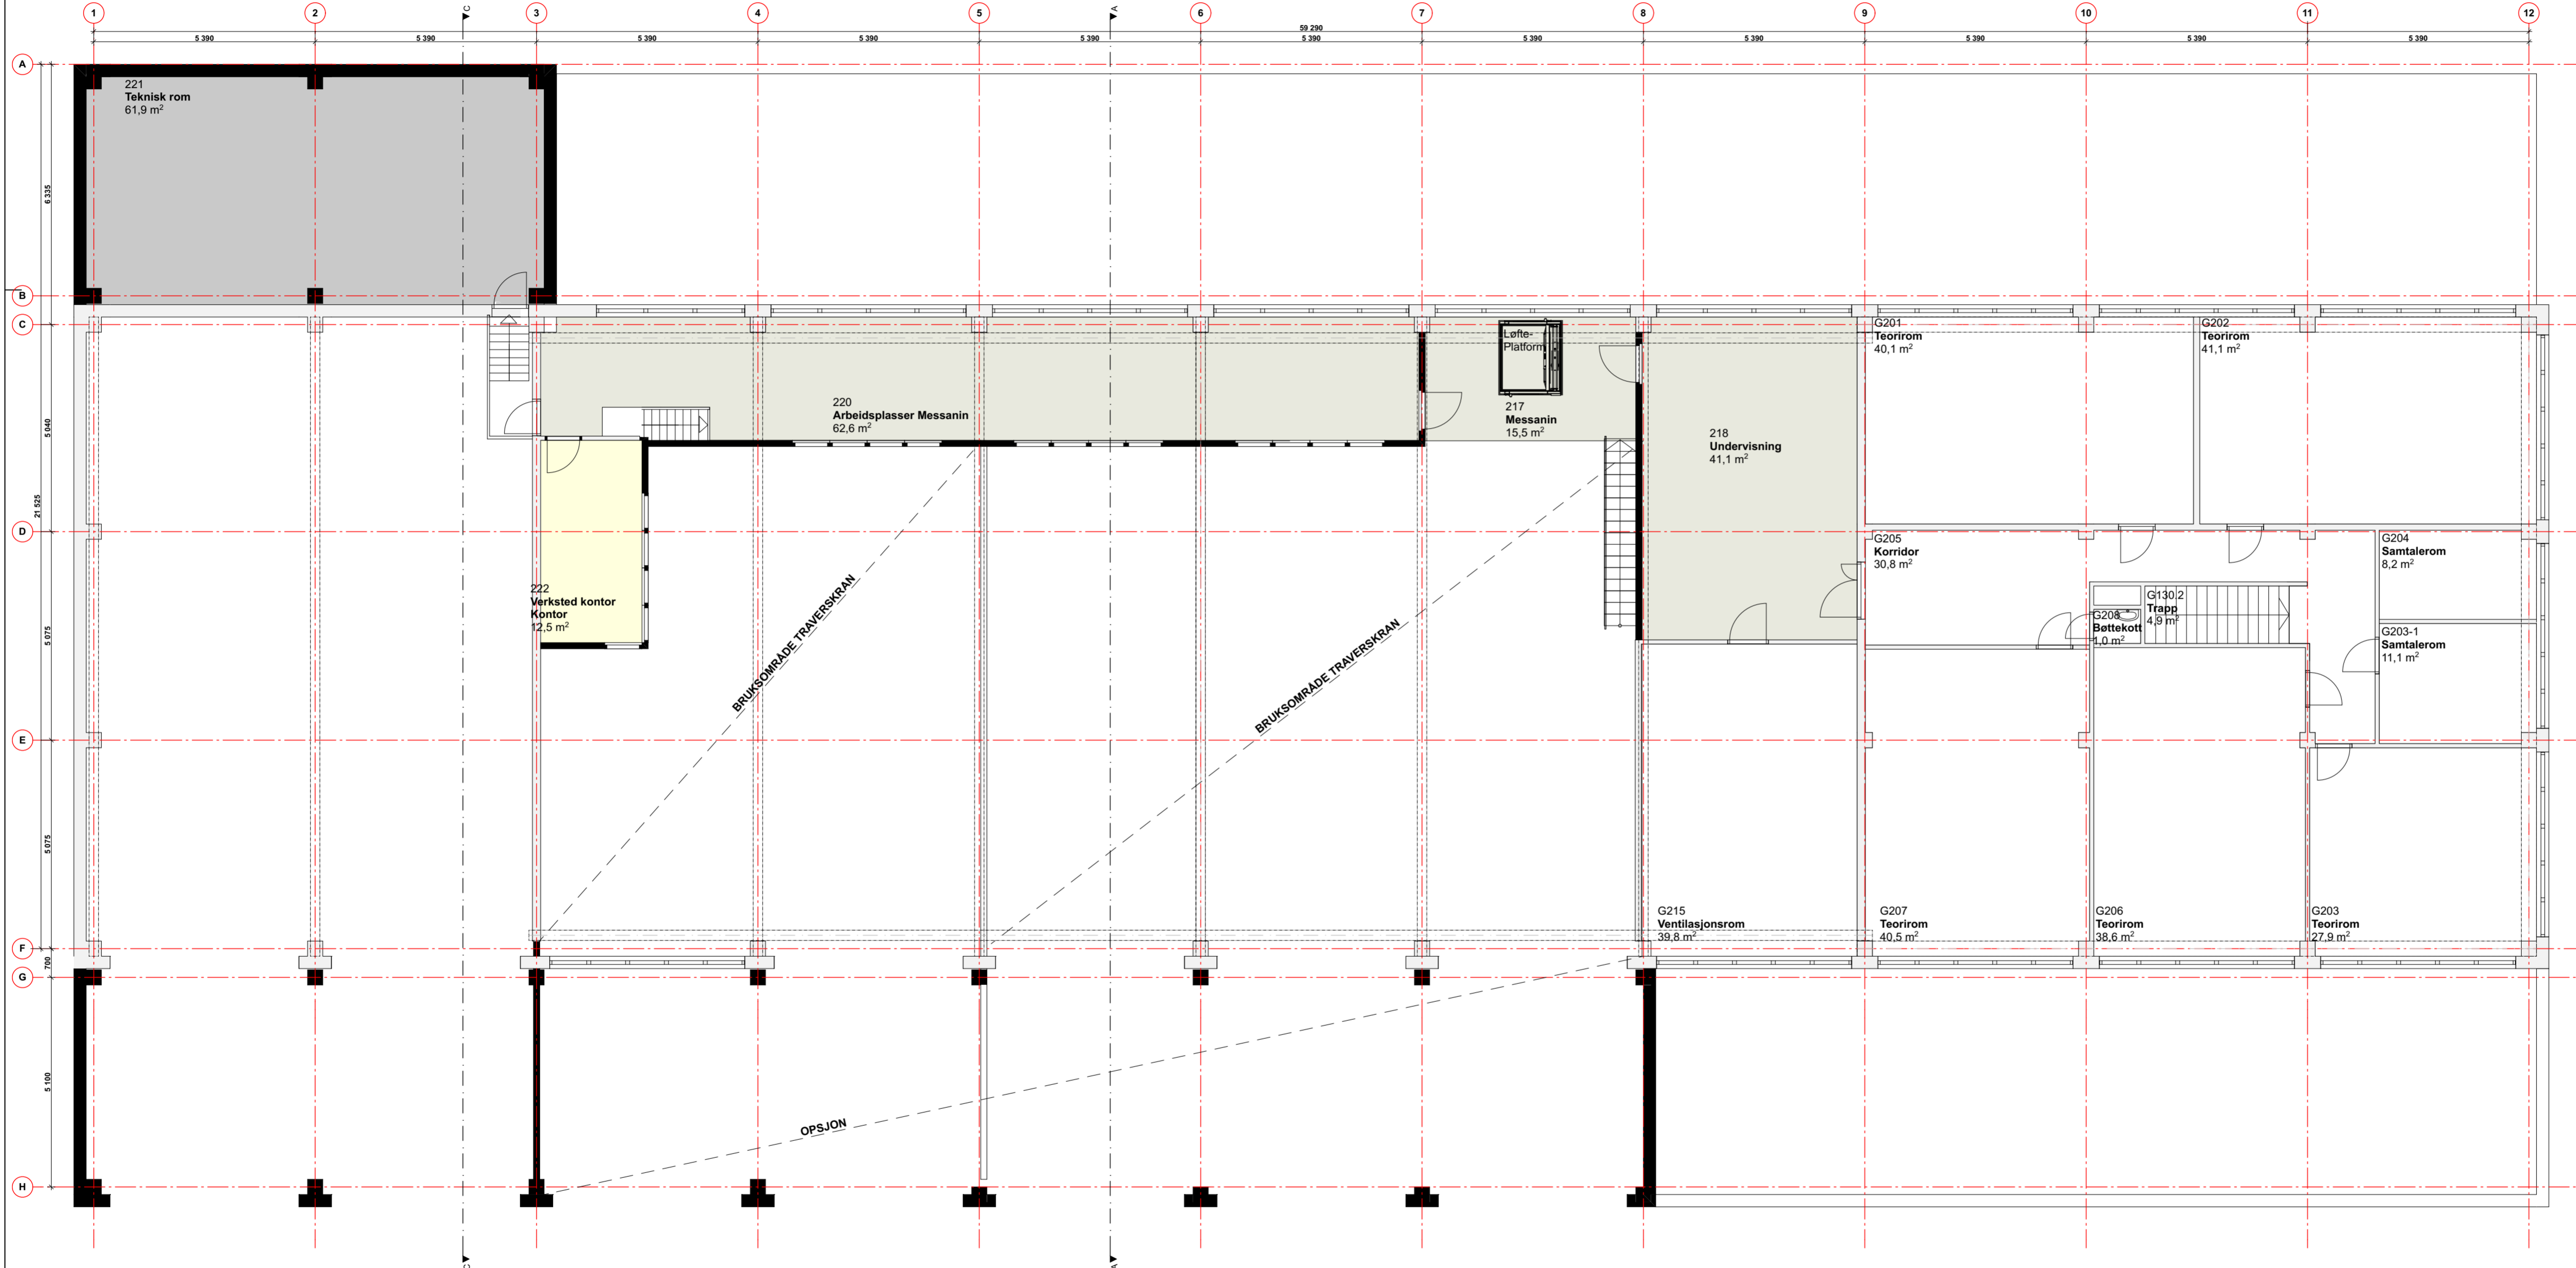 1 2 C 3 4 5 A 6 7 8 9 10 11 12
59 290
5 390 5 390 5 390 5 390 5 390 5 390 5 390 5 390 5 390 5 390 5 390
A
221
Teknisk rom
61,9 m²
6 335
B
C
Løfte-
Platform
G201
Teorirom
40,1 m²
G202
Teorirom
41,1 m²
220
Arbeidsplasser Messanin
62,6 m²
217
Messanin
15,5 m²
218
Undervisning
41,1 m²
5 040
21 525
D
G205
Korridor
30,8 m²
G204
Samtalerom
8,2 m²
222
Verksted kontor
Kontor
12,5 m²
BRUKSOMRÅDE TRAVERSKRAN
BRUKSOMRÅDE TRAVERSKRAN
G130.2
Trapp
4,9 m²
G208
Bøttekott
1,0 m²
G203-1
Samtalerom
11,1 m²
5 075
E
5 075
G215
Ventilasjonsrom
39,8 m²
G207
Teorirom
40,5 m²
G206
Teorirom
38,6 m²
G203
Teorirom
27,9 m²
F
700
G
5 100
OPSJON
H
C A